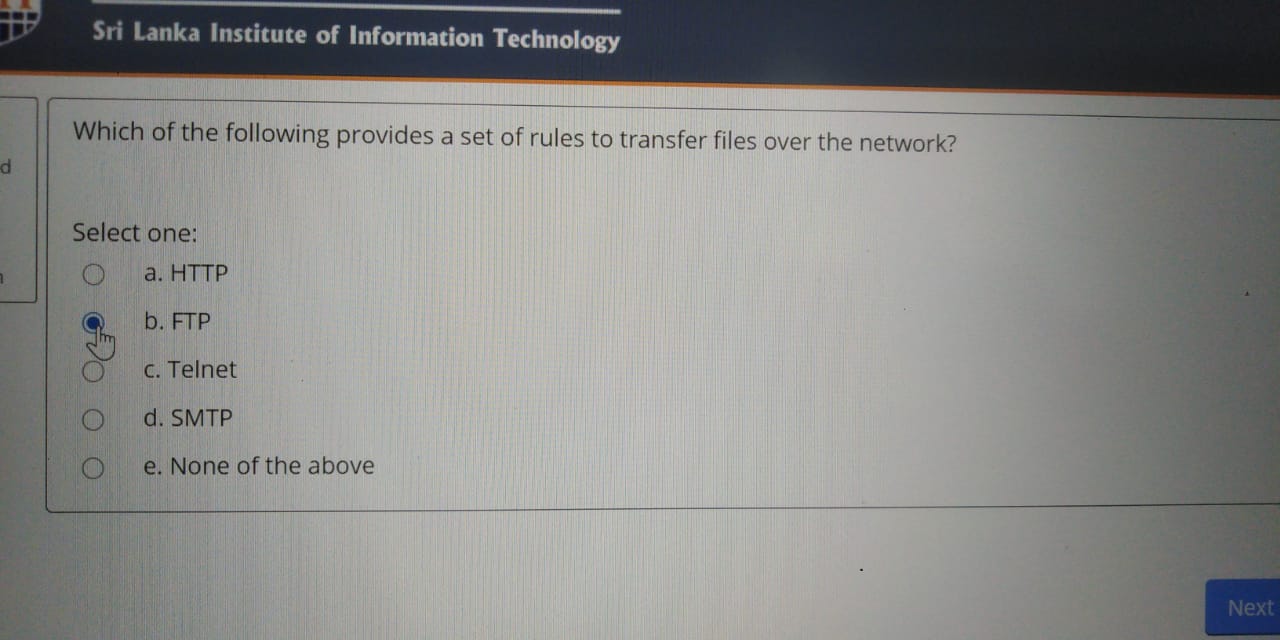 Sri Lanka Institute of Information Technology
Which of the following provides a set of rules to transfer files over the network?
d
Select one:
a. HTTP
b. FTP
c. Telnet
d. SMTP
e. None of the above
Next